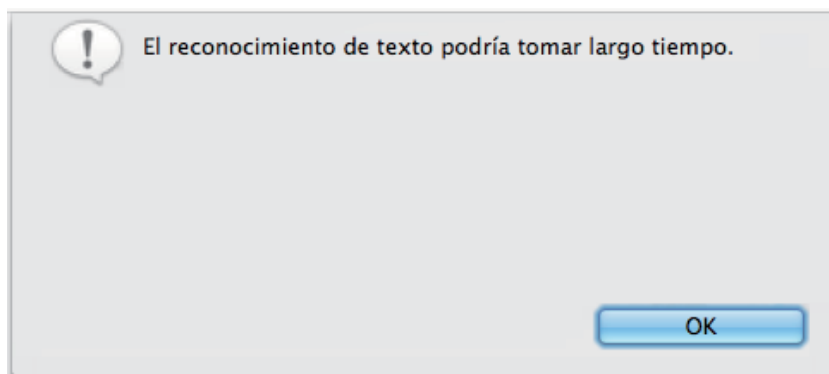 El reconocimiento de texto podría tomar largo tiempo.
OK